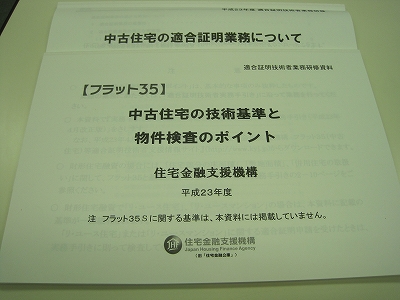 中古住宅の適合証明業務について
適合証明技術者業務研修資料
【フラット35】
中古住宅の技術基準と
物件検査のポイント
住宅金融支援機構
平成23年度
注 フラット35Sに関する基準は、本資料には掲載していません。
住宅金融支援機構
Japan Housing Finance Agency
(旧「住宅金融公庫」)